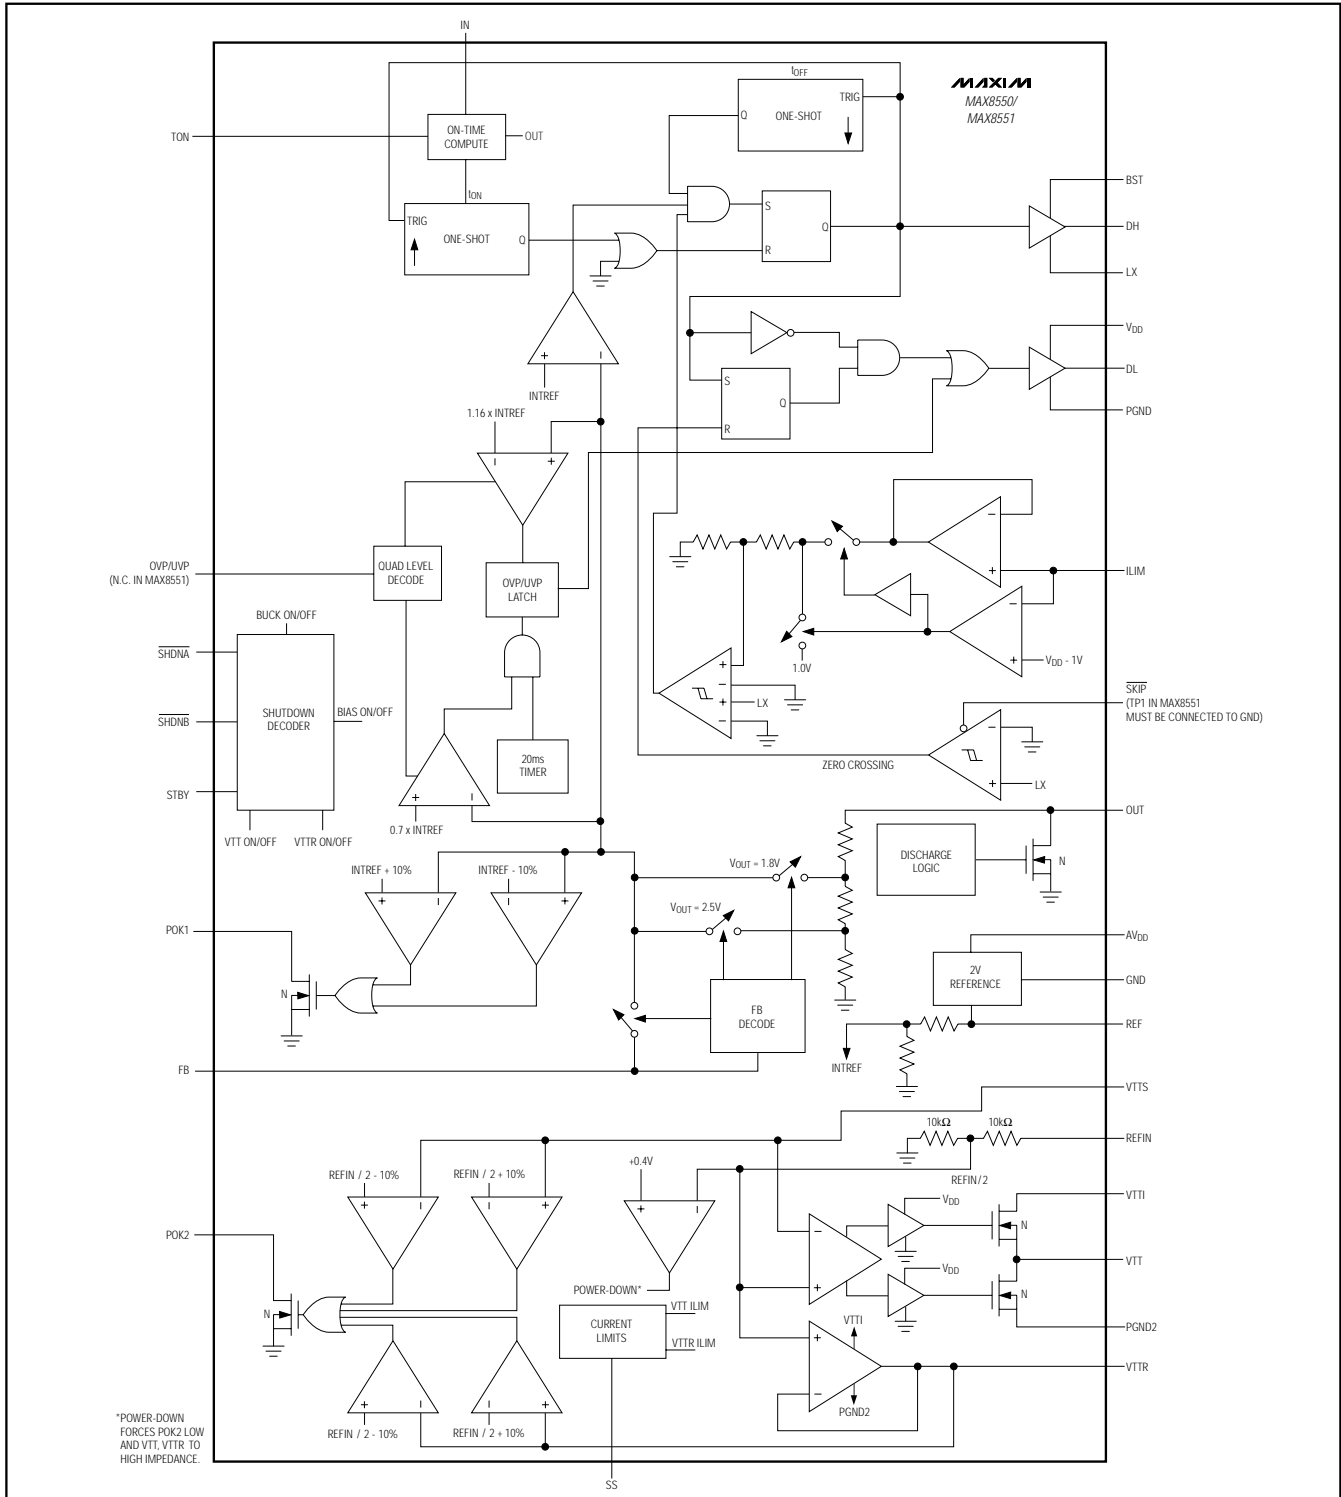 IN
tOFF
MAXIM
MAX8550/
MAX8551
TRIG
Q
ONE-SHOT
TON
ON-TIME
COMPUTE
OUT
tON
TRIG
ONE-SHOT
Q
S
Q
R
BST
DH
LX
+
−
INTREF
VDD
DL
PGND
S
Q
R
1.16 x INTREF
−
+
−
+
ILIM
OVP/UVP
(N.C. IN MAX8551)
QUAD LEVEL
DECODE
OVP/UVP
LATCH
−
+
VDD - 1V
1.0V
BUCK ON/OFF
SHDNA
SHDNB
STBY
SHUTDOWN
DECODER
BIAS ON/OFF
VTT ON/OFF
VTTR ON/OFF
+
−
+
LX
−
SKIP
(TP1 IN MAX8551
MUST BE CONNECTED TO GND)
−
+
LX
ZERO CROSSING
20ms
TIMER
+
−
0.7 x INTREF
OUT
DISCHARGE
LOGIC
N
VOUT = 1.8V
VOUT = 2.5V
INTREF + 10%
INTREF - 10%
+
−
−
+
POK1
N
FB
DECODE
FB
AVDD
2V
REFERENCE
GND
REF
INTREF
VTTS
10kΩ
10kΩ
REFIN
REFIN/2
REFIN / 2 - 10%
REFIN / 2 + 10%
+0.4V
+
−
−
+
+
−
POK2
N
POWER-DOWN*
CURRENT
LIMITS
VTT ILIM
VTTR ILIM
−
+
VDD
VDD
VTTI
N
VTT
N
PGND2
+
−
VTTI
PGND2
VTTR
+
−
−
+
REFIN / 2 - 10%
REFIN / 2 + 10%
*POWER-DOWN
FORCES POK2 LOW
AND VTT, VTTR TO
HIGH IMPEDANCE.
SS